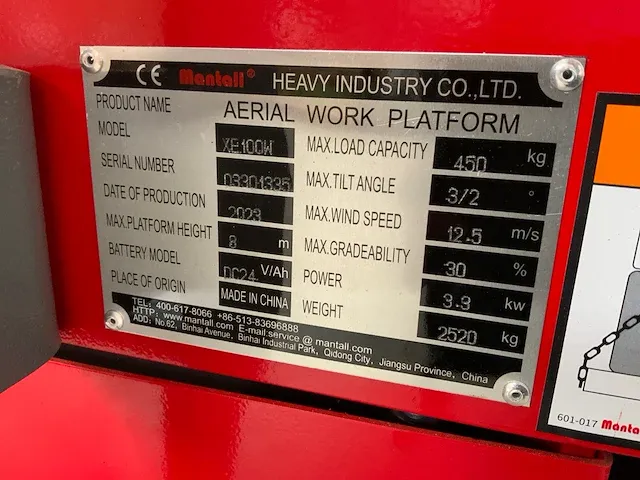 CE Mantall® HEAVY INDUSTRY CO.,LTD.
PRODUCT NAME AERIAL WORK PLATFORM
MODEL XE100W
SERIAL NUMBER 03301335
DATE OF PRODUCTION 2023
MAX.PLATFORM HEIGHT 8 m
BATTERY MODEL DC24 V/Ah
PLACE OF ORIGIN MADE IN CHINA
MAX.LOAD CAPACITY 450 kg
MAX.TILT ANGLE 3/2 °
MAX.WIND SPEED 12.5 m/s
MAX.GRADEABILITY 30 %
POWER 3.3 kw
WEIGHT 2520 kg
TEL: 400-617-8066 +86-513-83696888
HTTP: www.mantall.com E-mail:service @ mantall.com
ADD: No.62, Binhai Avenue, Binhai Industrial Park, Qidong City, Jiangsu Province, China
601-017 Manta